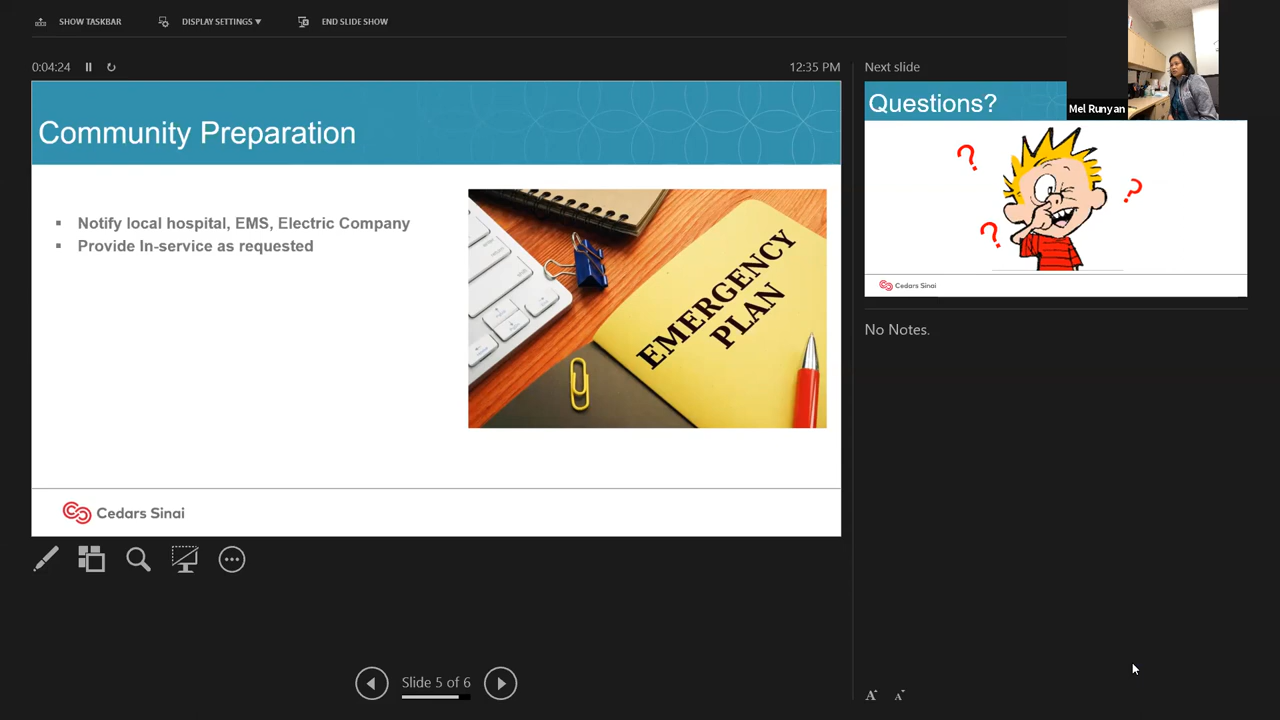 SHOW TASKBAR
DISPLAY SETTINGS ▼
END SLIDE SHOW
0:04:24
12:35 PM
Community Preparation
▪ Notify local hospital, EMS, Electric Company
▪ Provide In-service as requested
EMERGENCY
PLAN
Cedars Sinai
Slide 5 of 6
Next slide
Questions?
Mel Runyan
?
?
?
Cedars Sinai
No Notes.
A
A